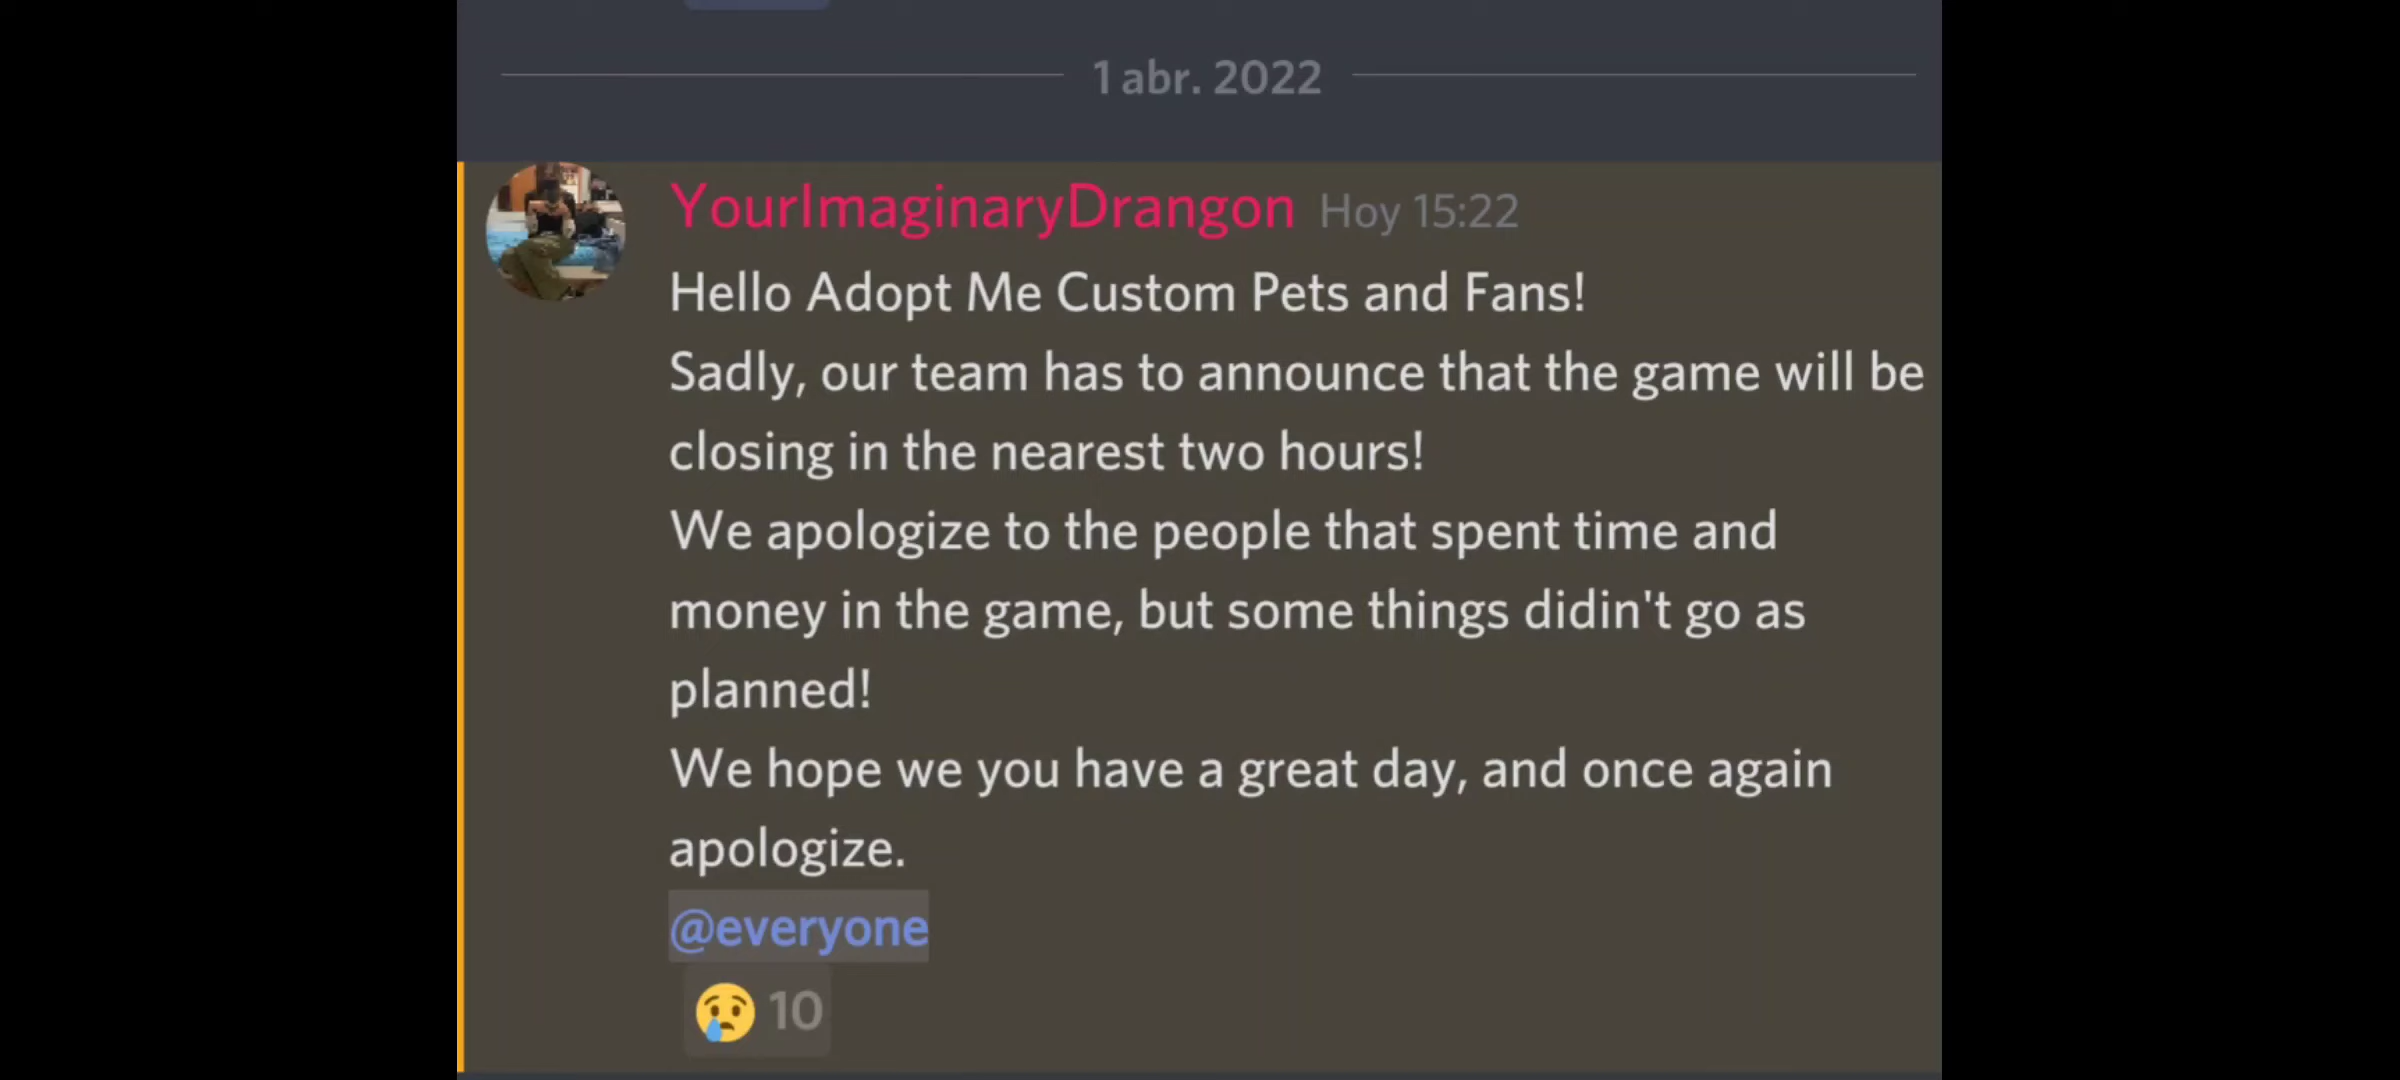 1 abr. 2022
YourImaginaryDrangon Hoy 15:22
Hello Adopt Me Custom Pets and Fans!
Sadly, our team has to announce that the game will be
closing in the nearest two hours!
We apologize to the people that spent time and
money in the game, but some things didin't go as
planned!
We hope we you have a great day, and once again
apologize.
@everyone
😢 10